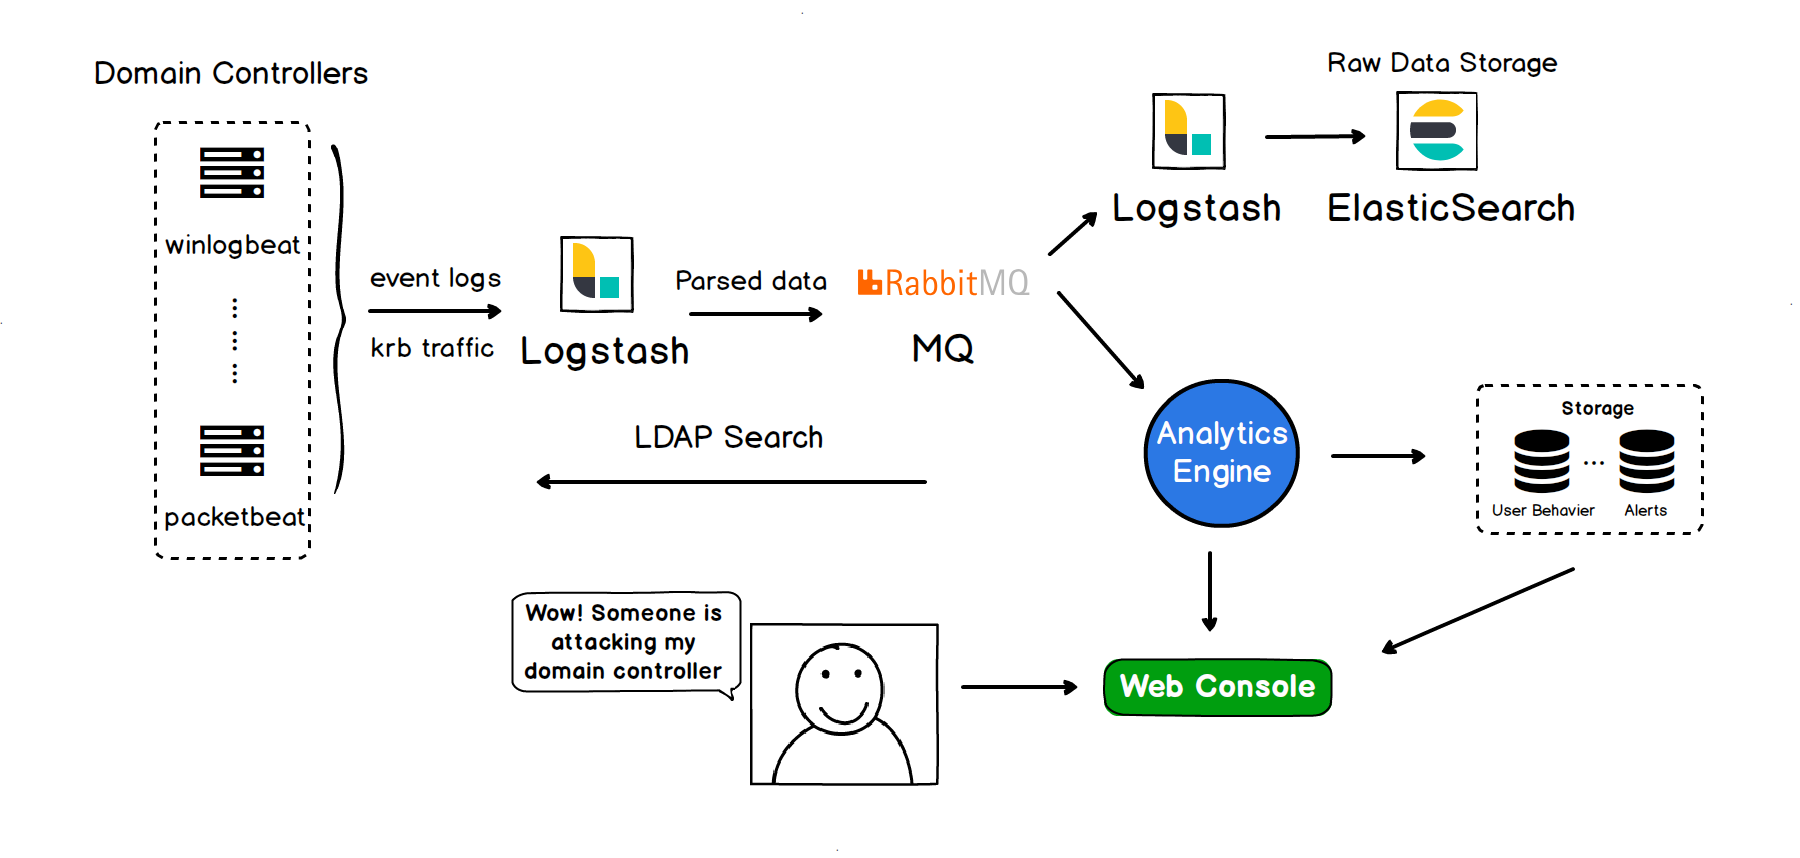 Domain Controllers
winlogbeat
packetbeat
event logs
krb traffic
Logstash
Parsed data
RabbitMQ
MQ
Logstash
Raw Data Storage
ElasticSearch
LDAP Search
Analytics
Engine
Storage
User Behavier
Alerts
Wow! Someone is
attacking my
domain controller
Web Console